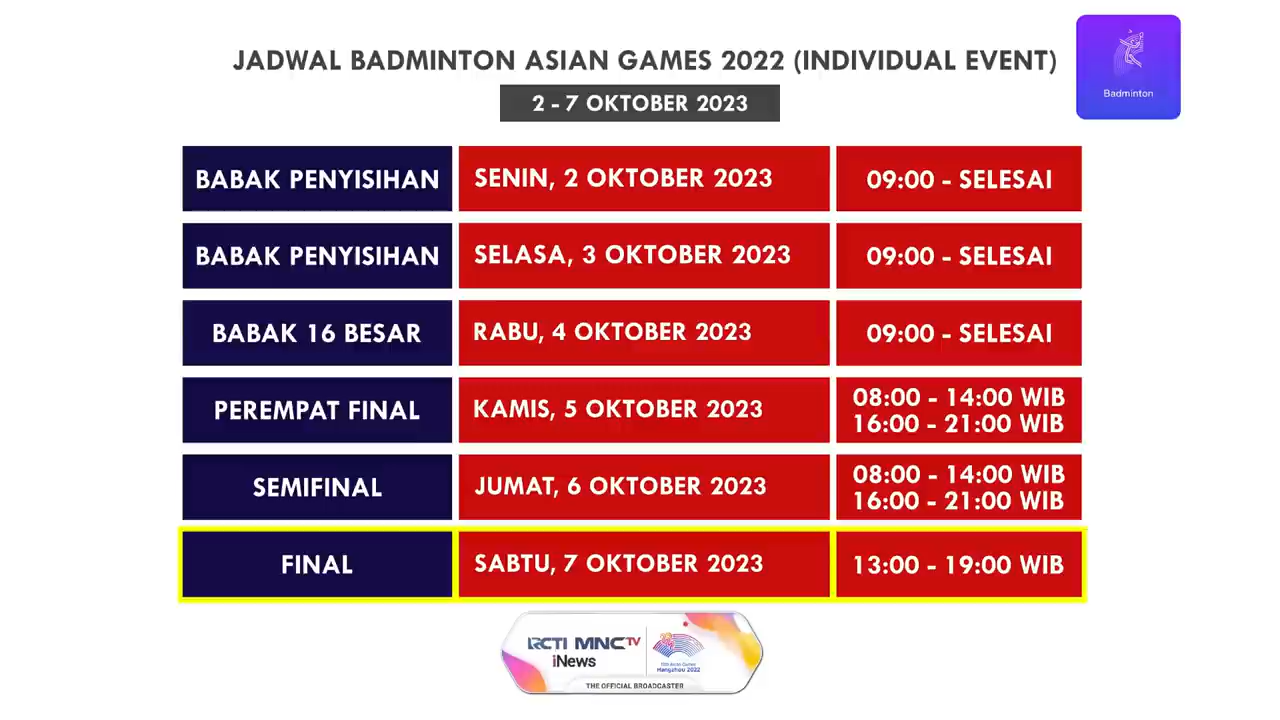 JADWAL BADMINTON ASIAN GAMES 2022 (INDIVIDUAL EVENT)
2 - 7 OKTOBER 2023
Badminton
BABAK PENYISIHAN SENIN, 2 OKTOBER 2023 09:00 - SELESAI
BABAK PENYISIHAN SELASA, 3 OKTOBER 2023 09:00 - SELESAI
BABAK 16 BESAR RABU, 4 OKTOBER 2023 09:00 - SELESAI
PEREMPAT FINAL KAMIS, 5 OKTOBER 2023 08:00 - 14:00 WIB
16:00 - 21:00 WIB
SEMIFINAL JUMAT, 6 OKTOBER 2023 08:00 - 14:00 WIB
16:00 - 21:00 WIB
FINAL SABTU, 7 OKTOBER 2023 13:00 - 19:00 WIB
RCTI MNCTV
iNews
19th Asian Games
Hangzhou 2022
THE OFFICIAL BROADCASTER